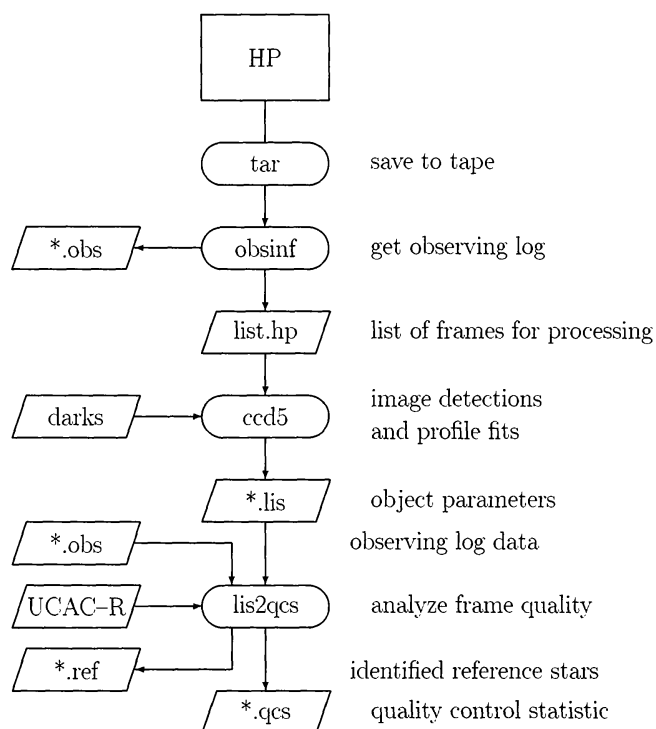 HP
tar save to tape
*.obs obsinf get observing log
list.hp list of frames for processing
darks ccd5 image detections
and profile fits
*.lis object parameters
*.obs observing log data
UCAC–R lis2qcs analyze frame quality
*.ref identified reference stars
*.qcs quality control statistic